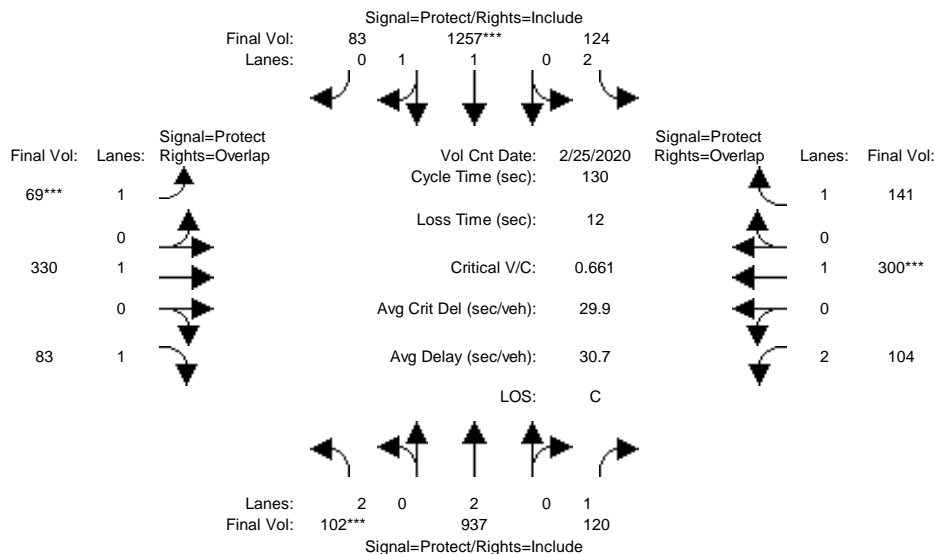 Signal=Protect/Rights=Include
Final Vol: 83 1257*** 124
Lanes: 0 1 1 0 2
Signal=Protect Signal=Protect
Final Vol: Lanes: Rights=Overlap Vol Cnt Date: 2/25/2020 Rights=Overlap Lanes: Final Vol:
Cycle Time (sec): 130
69*** 1 1 141
Loss Time (sec): 12
0 0
330 1 Critical V/C: 0.661 1 300***
0 Avg Crit Del (sec/veh): 29.9 0
83 1 Avg Delay (sec/veh): 30.7 2 104
LOS: C
Lanes: 2 0 2 0 1
Final Vol: 102*** 937 120
Signal=Protect/Rights=Include